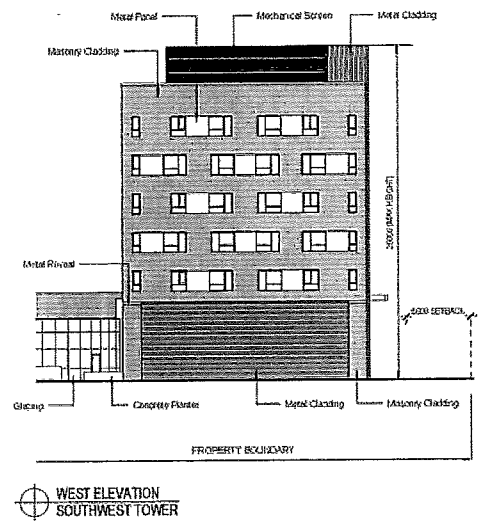 Metal Panel
Mechanical Screen
Metal Cladding
Masonry Cladding
Metal Reveal
SETBACK
Glazing
Concrete Planter
Metal Cladding
Masonry Cladding
PROPERTY BOUNDARY
WEST ELEVATION
SOUTHWEST TOWER